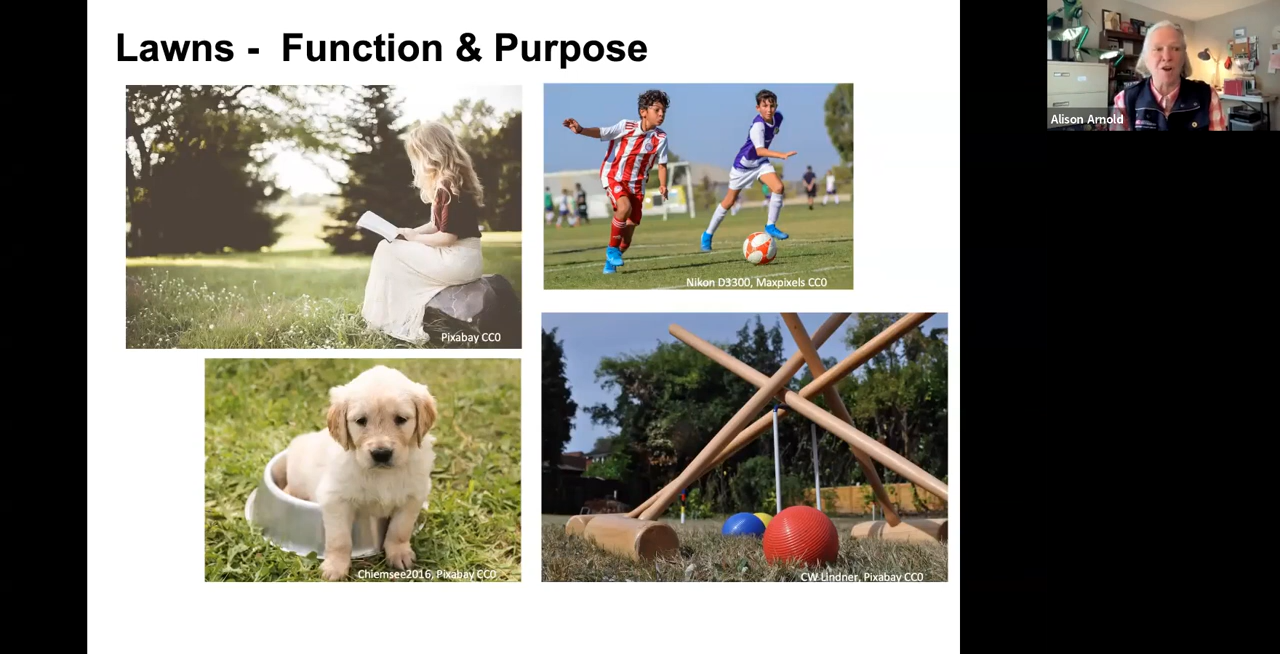 Lawns -  Function & Purpose
Alison Arnold
Nikon D3300, Maxpixels CC0
Pixabay CC0
Chiemsee2016, Pixabay CC0
CW Lindner, Pixabay CC0